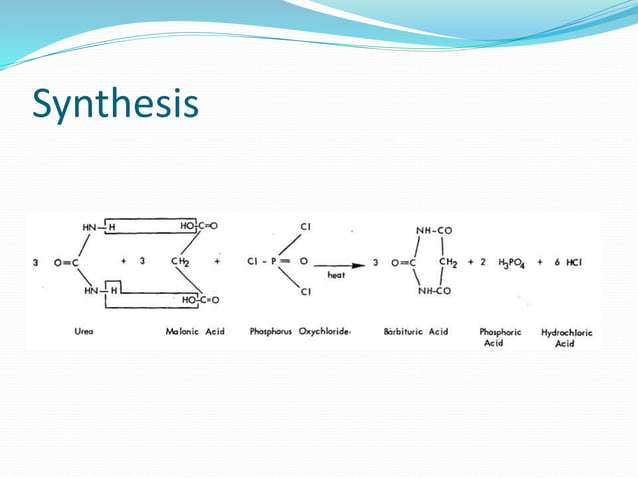 Synthesis
Cl
NH-CO
HN-H HO-C=O
3 O=C + 3 CH2 + Cl - P = O heat 3 O=C CH2 + 2 H3PO4 + 6 HCl
HN-H Cl NH-CO
HO-C=O
Urea Malonic Acid Phosphorus Oxychloride Barbituric Acid Phosphoric Acid Hydrochloric Acid